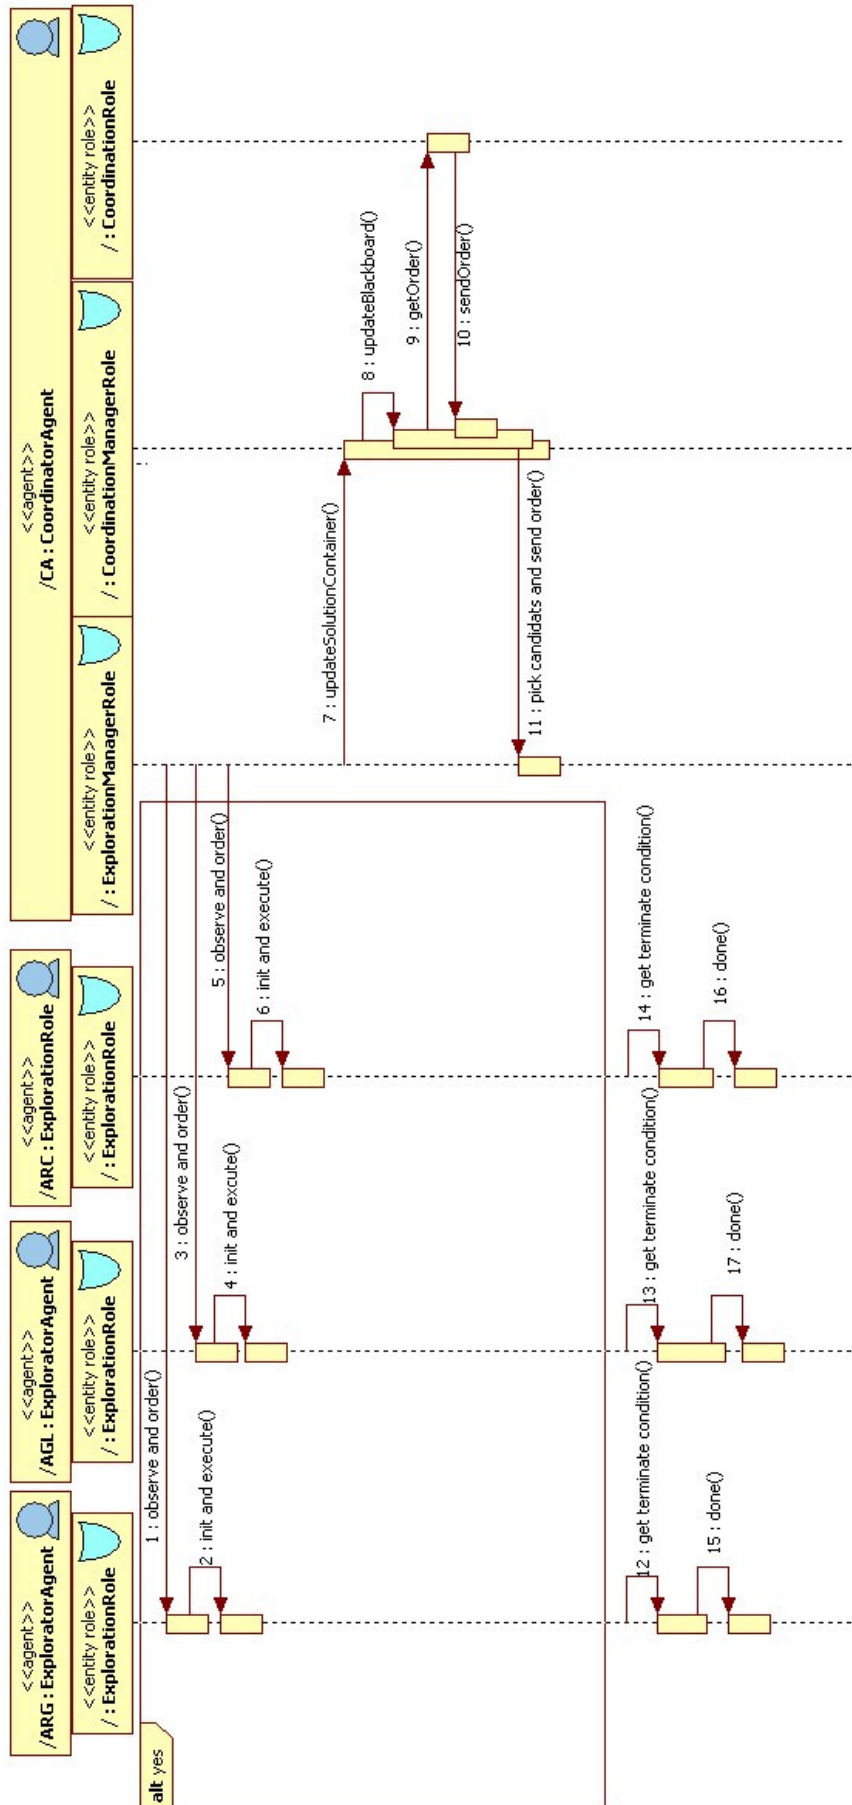 <<agent>>
/ARG : ExploratorAgent
<<entity role>>
/ : ExplorationRole
<<agent>>
/AGL : ExploratorAgent
<<entity role>>
/ : ExplorationRole
<<agent>>
/ARC : ExplorationRole
<<entity role>>
/ : ExplorationRole
<<agent>>
/CA : CoordinatorAgent
<<entity role>>
/ : ExplorationManagerRole
<<entity role>>
/ : CoordinationManagerRole
<<entity role>>
/ : CoordinationRole
alt yes
1 : observe and order()
2 : init and execute()
3 : observe and order()
4 : init and excute()
5 : observe and order()
6 : init and execute()
7 : updateSolutionContainer()
8 : updateBlackboard()
9 : getOrder()
10 : sendOrder()
11 : pick candidats and send order()
12 : get terminate condition()
13 : get terminate condition()
14 : get terminate condition()
15 : done()
17 : done()
16 : done()